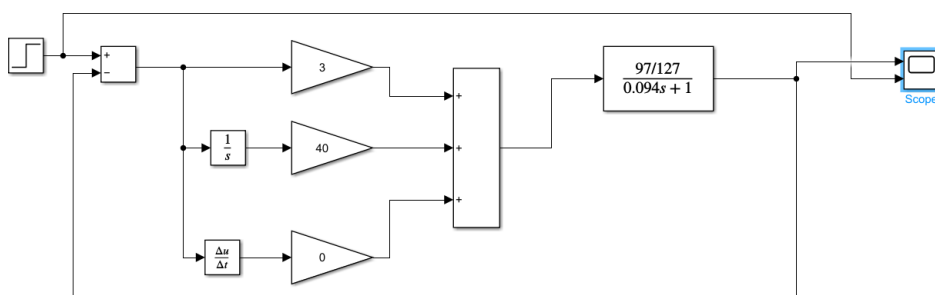 +
−
3
1
s
40
Δu
Δt
0
+
+
+
97/127
0.094s + 1
Scope